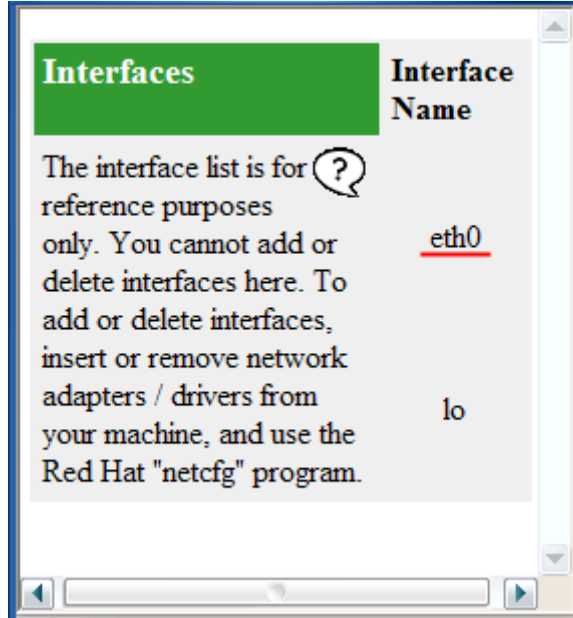 Interfaces
Interface
Name
The interface list is for ?
reference purposes
only. You cannot add or
delete interfaces here. To
add or delete interfaces,
insert or remove network
adapters / drivers from
your machine, and use the
Red Hat "netcfg" program.
eth0
lo